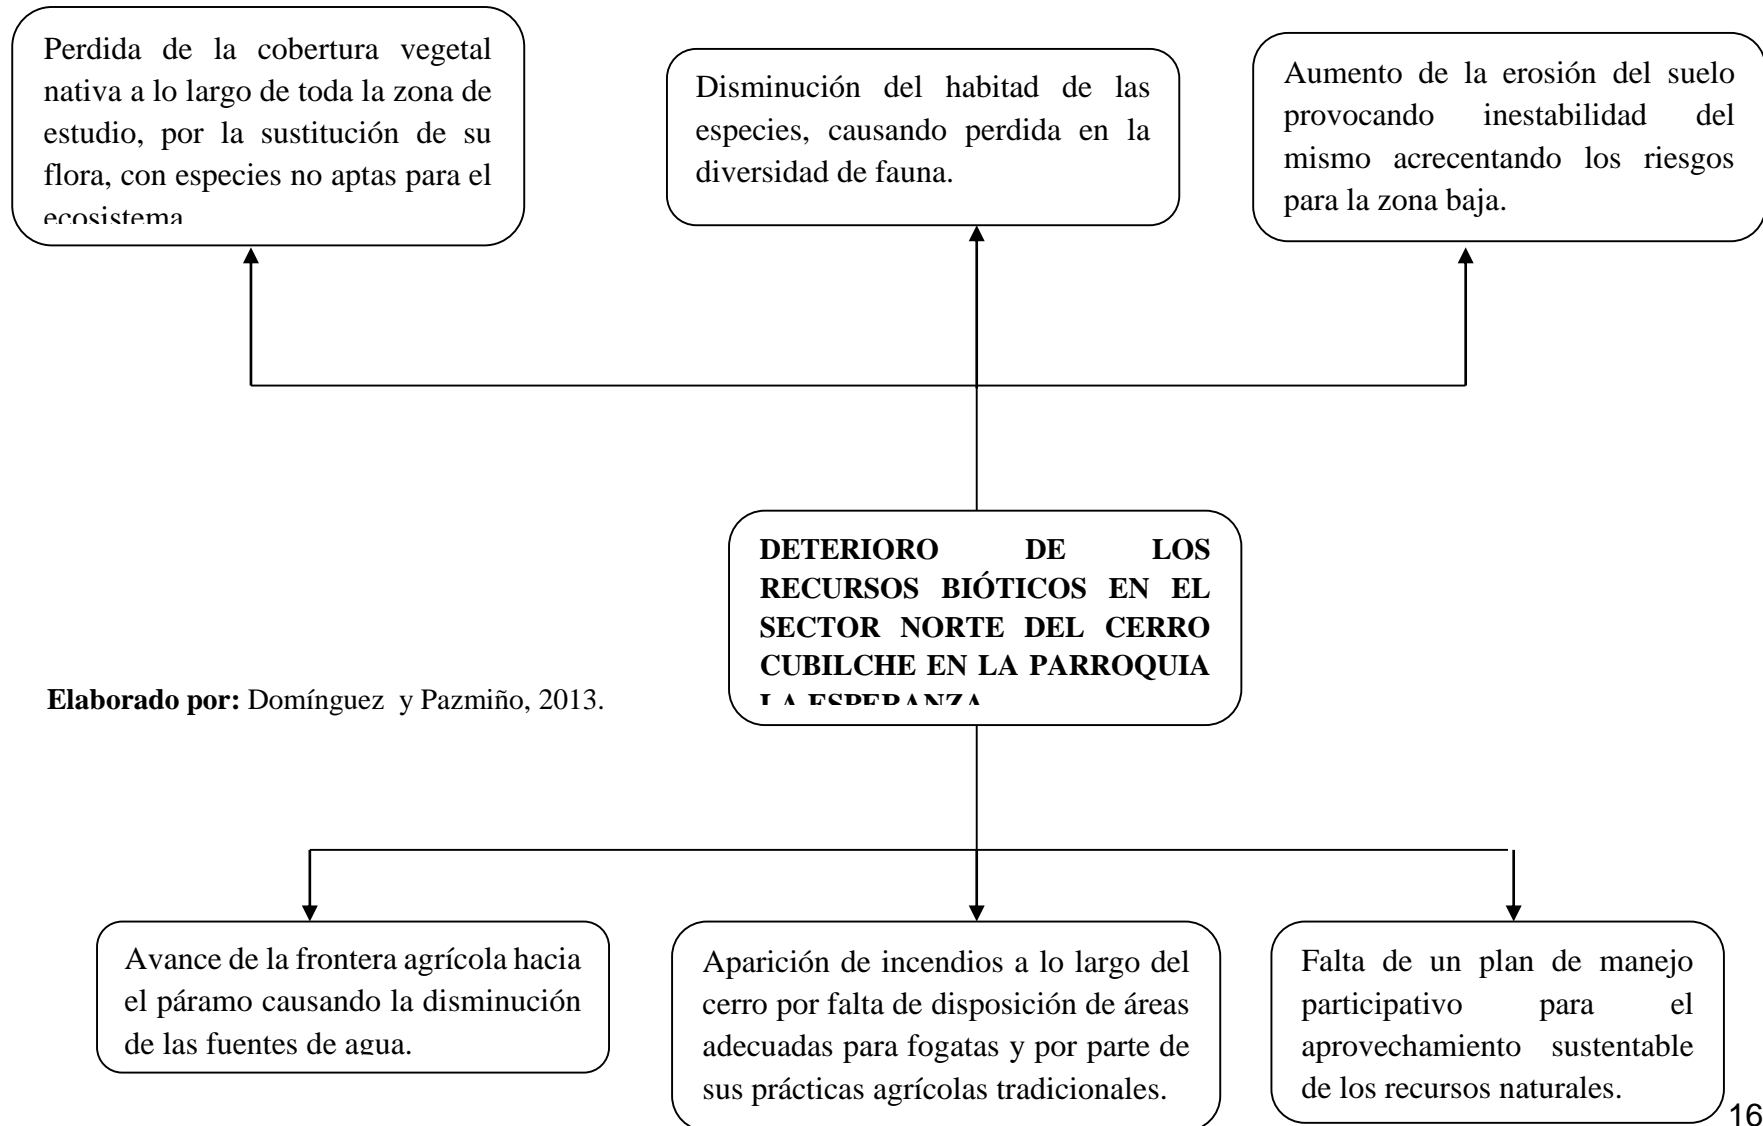 Perdida de la cobertura vegetal
nativa a lo largo de toda la zona de
estudio, por la sustitución de su
flora, con especies no aptas para el
ecosistema
Disminución del habitad de las
especies, causando perdida en la
diversidad de fauna.
Aumento de la erosión del suelo
provocando inestabilidad del
mismo acrecentando los riesgos
para la zona baja.
DETERIORO DE LOS
RECURSOS BIÓTICOS EN EL
SECTOR NORTE DEL CERRO
CUBILCHE EN LA PARROQUIA
LA ESPERANZA
Elaborado por: Domínguez y Pazmiño, 2013.
Avance de la frontera agrícola hacia
el páramo causando la disminución
de las fuentes de agua.
Aparición de incendios a lo largo del
cerro por falta de disposición de áreas
adecuadas para fogatas y por parte de
sus prácticas agrícolas tradicionales.
Falta de un plan de manejo
participativo para el
aprovechamiento sustentable
de los recursos naturales.
16